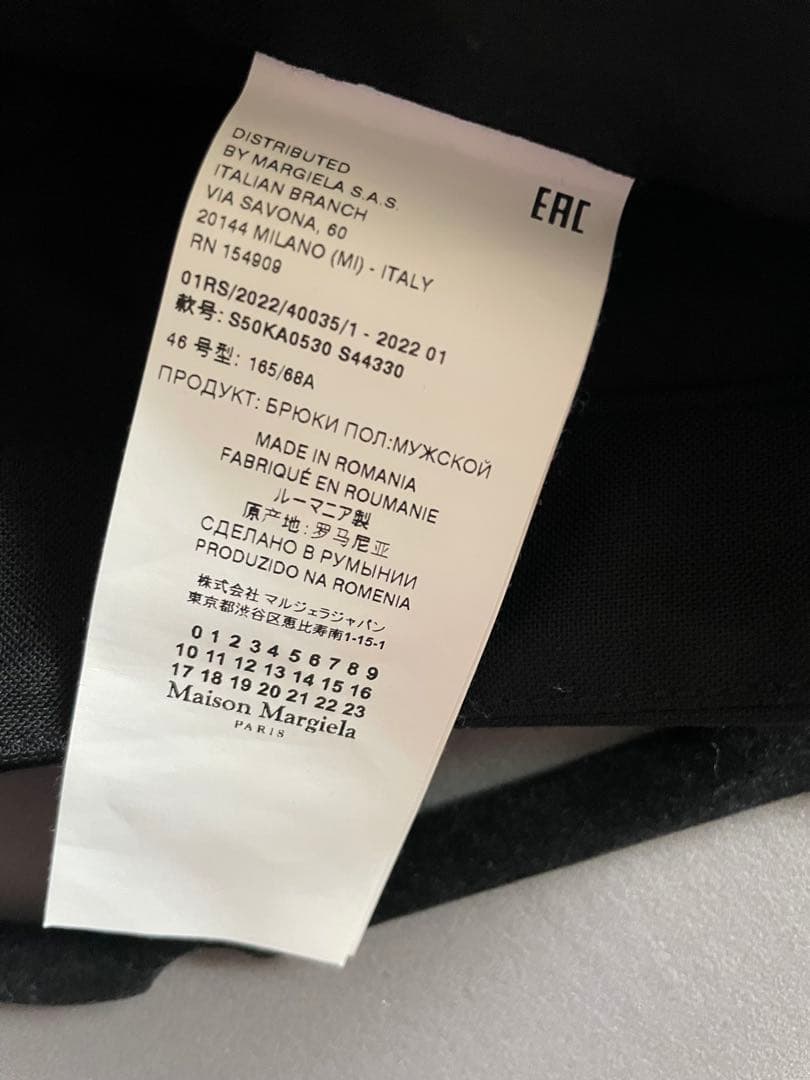 DISTRIBUTED
BY MARGIELA S.A.S.
ITALIAN BRANCH
VIA SAVONA, 60
20144 MILANO (MI) - ITALY
RN 154909
EAC
01RS/2022/40035/1 - 2022 01
款号: S50KA0530 S44330
46 号型: 165/68A
ПРОДУКТ: БРЮКИ ПОЛ:МУЖСКОЙ
MADE IN ROMANIA
FABRIQUÉ EN ROUMANIE
ルーマニア製
原产地:罗马尼亚
СДЕЛАНО В РУМЫНИИ
PRODUZIDO NA ROMENIA
株式会社 マルジェラジャパン
東京都渋谷区恵比寿南1-15-1
0 1 2 3 4 5 6 7 8 9
10 11 12 13 14 15 16
17 18 19 20 21 22 23
Maison Margiela
PARIS